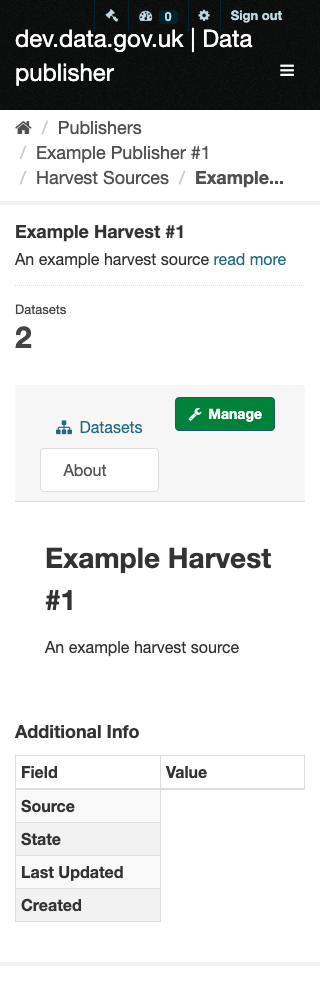 0 Sign out
dev.data.gov.uk | Data
publisher
/ Publishers
/ Example Publisher #1
/ Harvest Sources / Example...
Example Harvest #1
An example harvest source read more
Datasets
2
Manage
Datasets
About
Example Harvest
#1
An example harvest source
Additional Info
Field Value
Source
State
Last Updated
Created